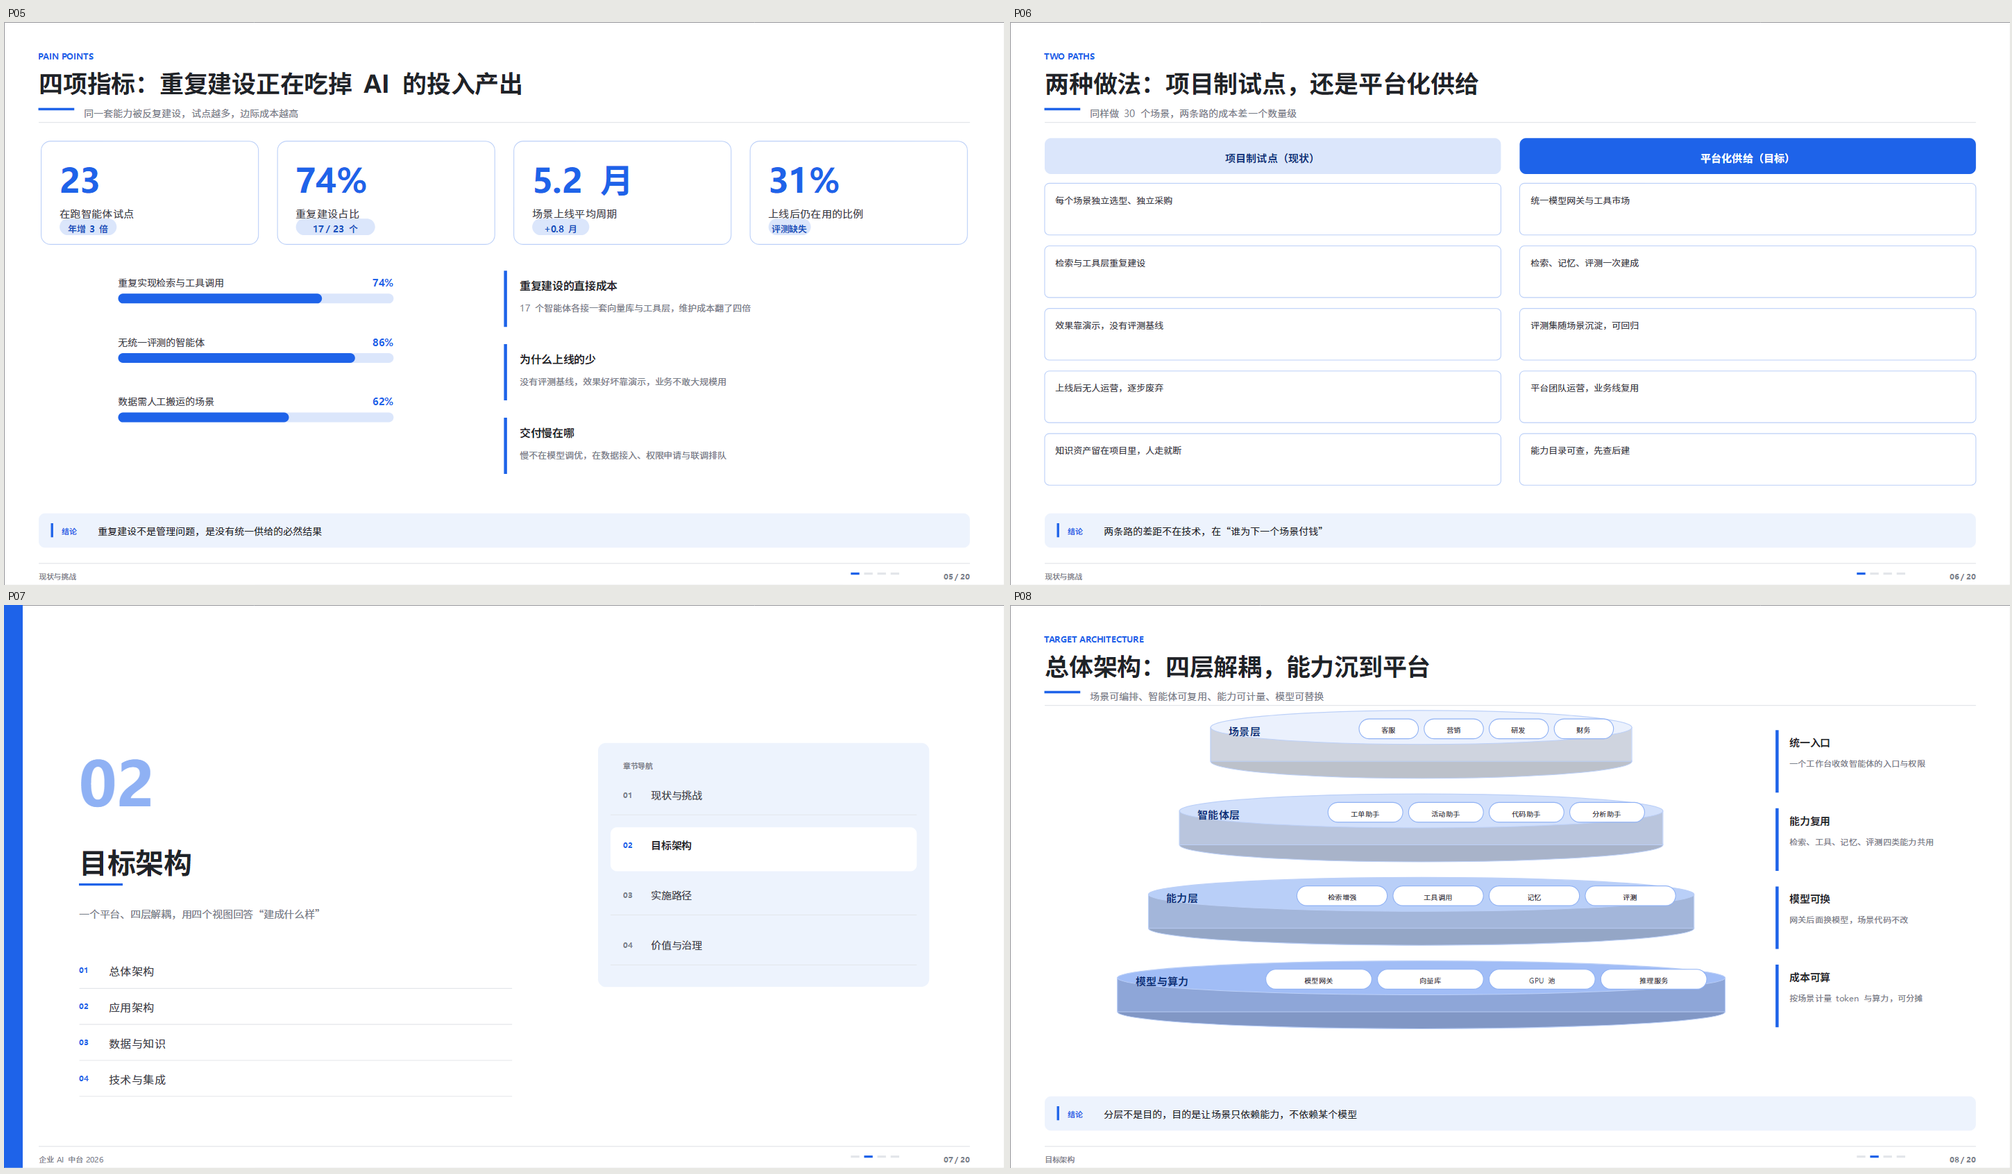 P05
PAIN POINTS
四项指标：重复建设正在吃掉 AI 的投入产出
同一套能力被反复建设，试点越多，边际成本越高
23
在跑智能体试点
年增 3 倍
74%
重复建设占比
17 / 23 个
5.2 月
场景上线平均周期
+0.8 月
31%
上线后仍在用的比例
评测缺失
重复实现检索与工具调用 74%
无统一评测的智能体 86%
数据需人工搬运的场景 62%
重复建设的直接成本
17 个智能体各接一套向量库与工具层，维护成本翻了四倍
为什么上线的少
没有评测基线，效果好坏靠演示，业务不敢大规模用
交付慢在哪
慢不在模型调优，在数据接入、权限申请与联调排队
结论 重复建设不是管理问题，是没有统一供给的必然结果
现状与挑战 05 / 20
P06
TWO PATHS
两种做法：项目制试点，还是平台化供给
同样做 30 个场景，两条路的成本差一个数量级
项目制试点（现状） 平台化供给（目标）
每个场景独立选型、独立采购 统一模型网关与工具市场
检索与工具层重复建设 检索、记忆、评测一次建成
效果靠演示，没有评测基线 评测集随场景沉淀，可回归
上线后无人运营，逐步废弃 平台团队运营，业务线复用
知识资产留在项目里，人走就断 能力目录可查，先查后建
结论 两条路的差距不在技术，在“谁为下一个场景付钱”
现状与挑战 06 / 20
P07
02
目标架构
一个平台、四层解耦，用四个视图回答“建成什么样”
01 总体架构
02 应用架构
03 数据与知识
04 技术与集成
章节导航
01 现状与挑战
02 目标架构
03 实施路径
04 价值与治理
企业 AI 中台 2026 07 / 20
P08
TARGET ARCHITECTURE
总体架构：四层解耦，能力沉到平台
场景可编排、智能体可复用、能力可计量、模型可替换
场景层 客服 营销 研发 财务
智能体层 工单助手 活动助手 代码助手 分析助手
能力层 检索增强 工具调用 记忆 评测
模型与算力 模型网关 向量库 GPU 池 推理服务
统一入口
一个工作台收敛智能体的入口与权限
能力复用
检索、工具、记忆、评测四类能力共用
模型可换
网关后面换模型，场景代码不改
成本可算
按场景计量 token 与算力，可分摊
结论 分层不是目的，目的是让场景只依赖能力，不依赖某个模型
目标架构 08 / 20